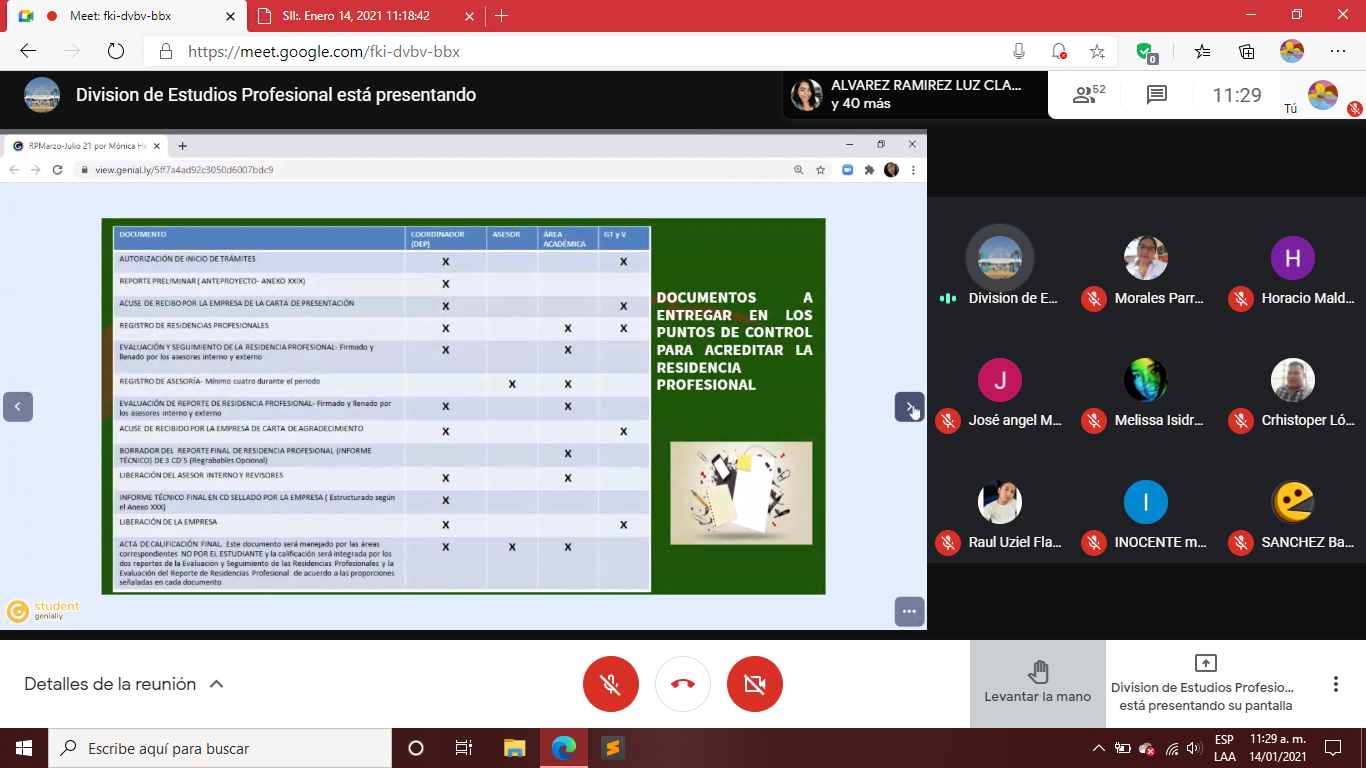 Meet: fki-dvbv-bbx
SII:. Enero 14, 2021 11:18:42
https://meet.google.com/fki-dvbv-bbx
0
Division de Estudios Profesional está presentando
ALVAREZ RAMIREZ LUZ CLA...
y 40 más
52
11:29
Tú
RPMarzo-Julio 21 por Mónica He
view.genial.ly/5ff7a4ad92c3050d6007bdc9
DOCUMENTO COORDINADOR (DEP) ASESOR ÁREA ACADÉMICA GT y V
AUTORIZACIÓN DE INICIO DE TRÁMITES X X
REPORTE PRELIMINAR ( ANTEPROYECTO- ANEXO XXIX) X
ACUSE DE RECIBO POR LA EMPRESA DE LA CARTA DE PRESENTACIÓN X X
REGISTRO DE RESIDENCIAS PROFESIONALES X X X
EVALUACIÓN Y SEGUIMIENTO DE LA RESIDENCIA PROFESIONAL- Firmado y X X
llenado por los asesores interno y externo
REGISTRO DE ASESORÍA- Mínimo cuatro durante el periodo X X
EVALUACIÓN DE REPORTE DE RESIDENCIA PROFESIONAL- Firmado y llenado por X X
los asesores interno y externo
ACUSE DE RECIBIDO POR LA EMPRESA DE CARTA DE AGRADECIMIENTO X X
BORRADOR DEL REPORTE FINAL DE RESIDENCIA PROFESIONAL (INFORME X
TÉCNICO) DE 3 CD´S (Regrabables Opcional)
LIBERACIÓN DEL ASESOR INTERNO Y REVISORES X X
INFORME TÉCNICO FINAL EN CD SELLADO POR LA EMPRESA ( Estructurado según X
el Anexo XXX)
LIBERACIÓN DE LA EMPRESA X X
ACTA DE CALIFICACIÓN FINAL. Este documento será manejado por las áreas X X X
correspondientes NO POR EL ESTUDIANTE y la calificación será integrada por los
dos reportes de la Evaluación y Seguimiento de las Residencias Profesionales y la
Evaluación del Reporte de Residencias Profesional de acuerdo a las proporciones
señaladas en cada documento
DOCUMENTOS A
ENTREGAR EN LOS
PUNTOS DE CONTROL
PARA ACREDITAR LA
RESIDENCIA
PROFESIONAL
student
genially
Division de E...
Morales Parr...
H
Horacio Mald...
J
José angel M...
Melissa Isidr...
Crhistoper Ló...
Raul Uziel Fla...
I
INOCENTE m...
SANCHEZ Ba...
Detalles de la reunión
Levantar la mano
Division de Estudios Profesio...
está presentando su pantalla
Escribe aquí para buscar
ESP
LAA
11:29 a. m.
14/01/2021